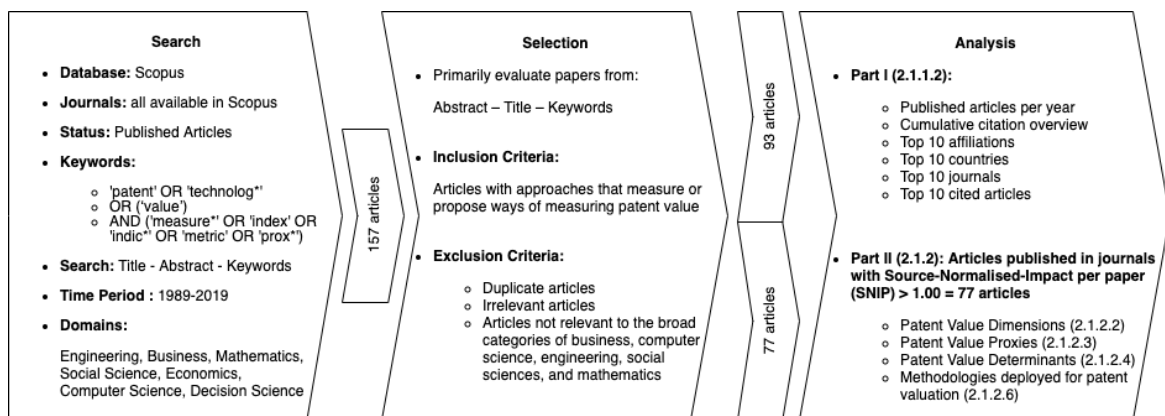 Search
• Database: Scopus
• Journals: all available in Scopus
• Status: Published Articles
• Keywords:
○ 'patent' OR 'technolog*'
○ OR (‘value’)
○ AND ('measure*' OR 'index' OR
'indic*' OR 'metric' OR 'prox*')
• Search: Title - Abstract - Keywords
• Time Period : 1989-2019
• Domains:
Engineering, Business, Mathematics,
Social Science, Economics,
Computer Science, Decision Science
157 articles
Selection
• Primarily evaluate papers from:
Abstract – Title – Keywords
• Inclusion Criteria:
Articles with approaches that measure or
propose ways of measuring patent value
• Exclusion Criteria:
○ Duplicate articles
○ Irrelevant articles
○ Articles not relevant to the broad
categories of business, computer
science, engineering, social
sciences, and mathematics
93 articles
77 articles
Analysis
• Part I (2.1.1.2):
○ Published articles per year
○ Cumulative citation overview
○ Top 10 affiliations
○ Top 10 countries
○ Top 10 journals
○ Top 10 cited articles
• Part II (2.1.2): Articles published in journals
with Source-Normalised-Impact per paper
(SNIP) > 1.00 = 77 articles
○ Patent Value Dimensions (2.1.2.2)
○ Patent Value Proxies (2.1.2.3)
○ Patent Value Determinants (2.1.2.4)
○ Methodologies deployed for patent
valuation (2.1.2.6)